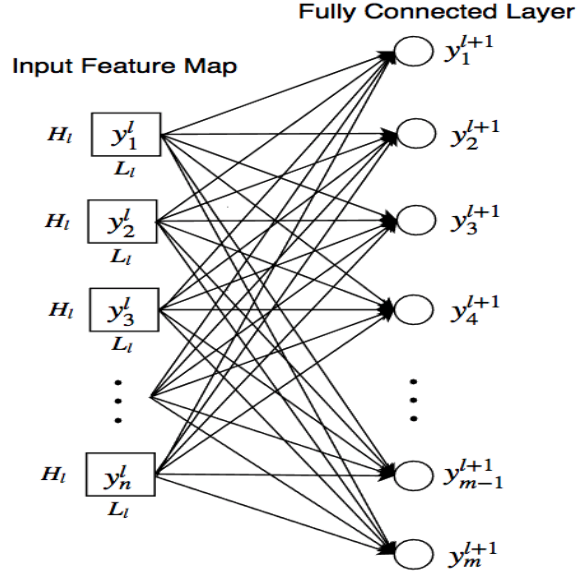 Fully Connected Layer
Input Feature Map
y_1^{l+1}
H_l y_1^l
L_l
y_2^{l+1}
H_l y_2^l
L_l
y_3^{l+1}
H_l y_3^l
L_l
y_4^{l+1}
H_l y_n^l
L_l
y_{m-1}^{l+1}
y_m^{l+1}